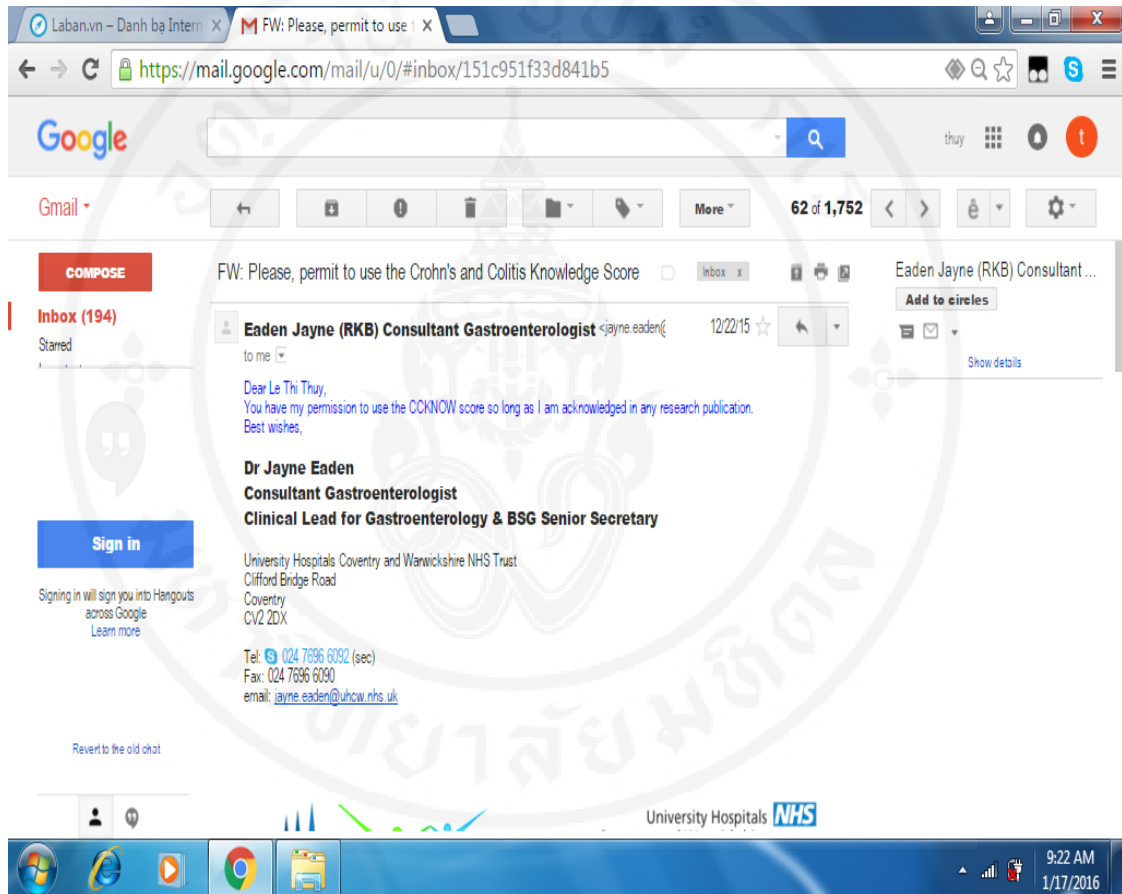 Laban.vn – Danh bạ Intern
FW: Please, permit to use t
https://mail.google.com/mail/u/0/#inbox/151c951f33d841b5
Google
thuy
t
Gmail
More
62 of 1,752
ê
COMPOSE
FW: Please, permit to use the Crohn's and Colitis Knowledge Score
Inbox x
Eaden Jayne (RKB) Consultant ...
Add to circles
Show details
Inbox (194)
Starred
Eaden Jayne (RKB) Consultant Gastroenterologist <jayne.eaden(
12/22/15
to me
Dear Le Thi Thuy,
You have my permission to use the CCKNOW score so long as I am acknowledged in any research publication.
Best wishes,
Dr Jayne Eaden
Consultant Gastroenterologist
Clinical Lead for Gastroenterology & BSG Senior Secretary
University Hospitals Coventry and Warwickshire NHS Trust
Clifford Bridge Road
Coventry
CV2 2DX
Tel: 024 7696 6092 (sec)
Fax: 024 7696 6090
email: jayne.eaden@uhcw.nhs.uk
Sign in
Signing in will sign you into Hangouts
across Google
Learn more
Revert to the old chat
University Hospitals NHS
9:22 AM
1/17/2016
มหิดล